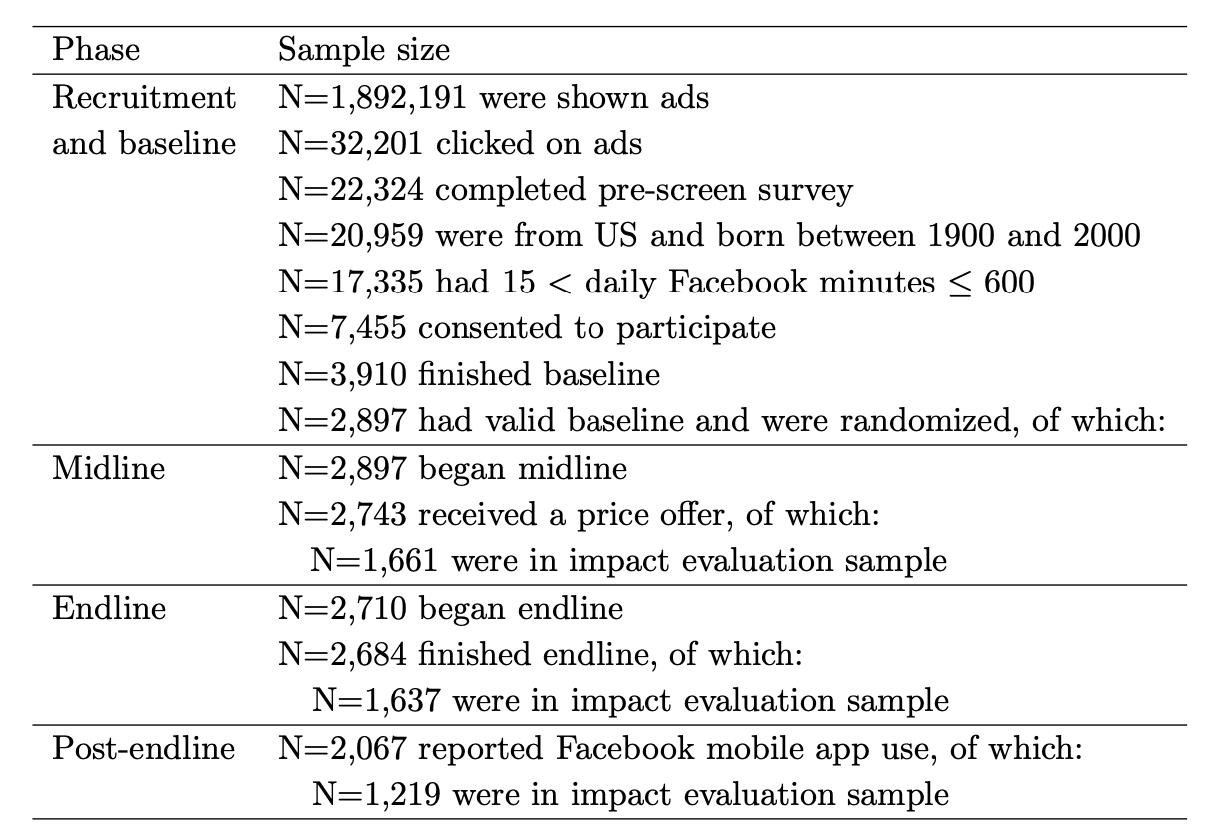 Phase Sample size
Recruitment N=1,892,191 were shown ads
and baseline N=32,201 clicked on ads
N=22,324 completed pre-screen survey
N=20,959 were from US and born between 1900 and 2000
N=17,335 had 15 < daily Facebook minutes ≤ 600
N=7,455 consented to participate
N=3,910 finished baseline
N=2,897 had valid baseline and were randomized, of which:
Midline N=2,897 began midline
N=2,743 received a price offer, of which:
N=1,661 were in impact evaluation sample
Endline N=2,710 began endline
N=2,684 finished endline, of which:
N=1,637 were in impact evaluation sample
Post-endline N=2,067 reported Facebook mobile app use, of which:
N=1,219 were in impact evaluation sample